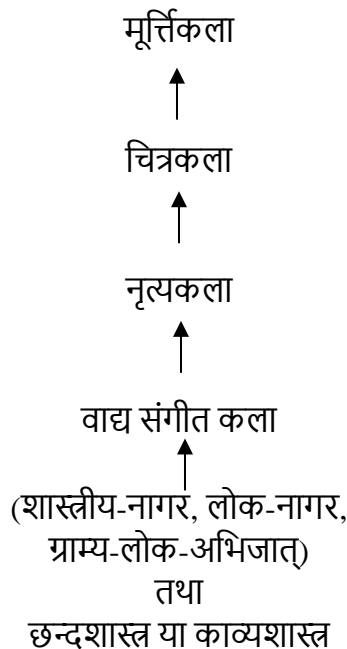 मूर्त्तिकला
चित्रकला
नृत्यकला
वाद्य संगीत कला
(शास्त्रीय-नागर, लोक-नागर,
ग्राम्य-लोक-अभिजात्)
तथा
छन्दशास्त्र या काव्यशास्त्र